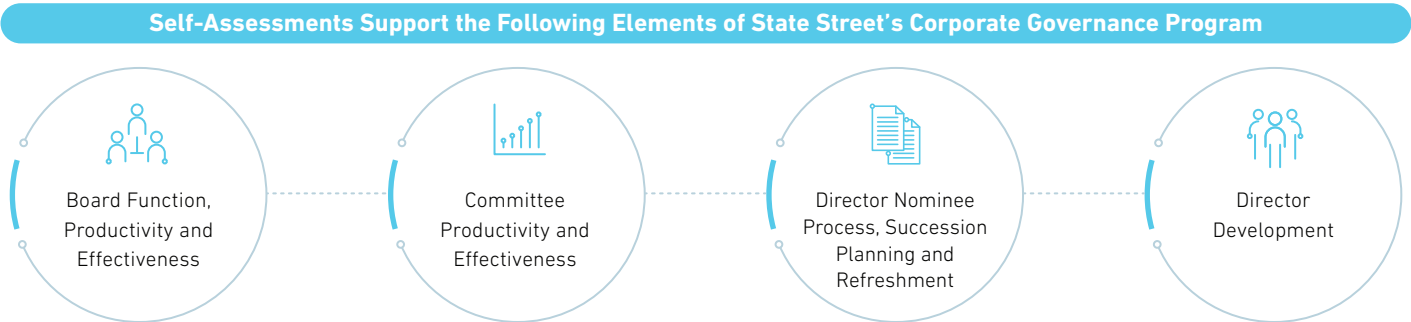 Self-Assessments Support the Following Elements of State Street's Corporate Governance Program
Board Function,
Productivity and
Effectiveness
Committee
Productivity and
Effectiveness
Director Nominee
Process, Succession
Planning and
Refreshment
Director
Development